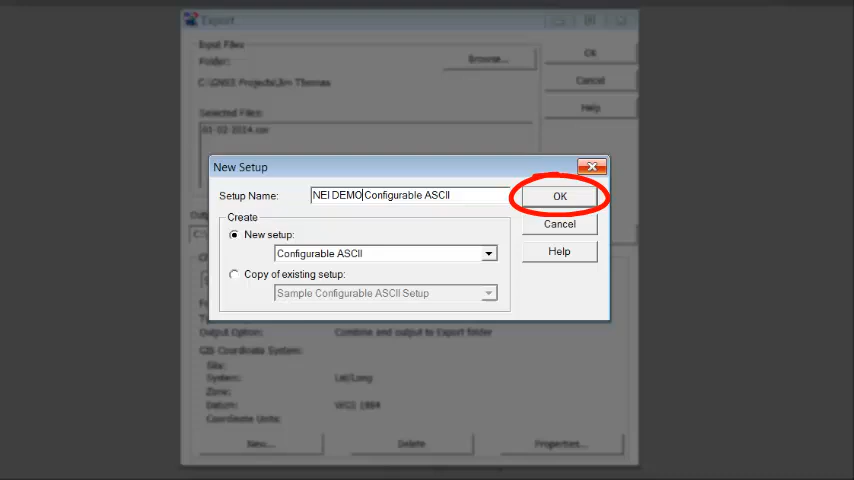 Export
Input Files
Folder:
Browse...
OK
C:\GNSS Projects\Jim Thomas
Cancel
Help
Selected Files:
01-02-2014.cor
New Setup
Setup Name:
NEI DEMO Configurable ASCII
OK
Create
Cancel
New setup:
Configurable ASCII
Help
Copy of existing setup:
Sample Configurable ASCII Setup
Output Option:
Combine and output to Export folder
GIS Coordinate System:
Site:
System:
Lat/Long
Zone:
Datum:
WGS 1984
Coordinate Units:
New...
Delete
Properties...